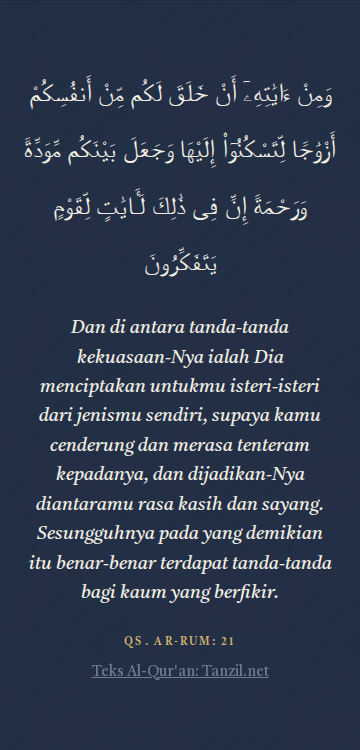 وَمِنْ ءَايَٰتِهِۦٓ أَنْ خَلَقَ لَكُم مِّنْ أَنفُسِكُمْ
أَزْوَٰجًا لِّتَسْكُنُوٓا۟ إِلَيْهَا وَجَعَلَ بَيْنَكُم مَّوَدَّةً
وَرَحْمَةً إِنَّ فِى ذَٰلِكَ لَـَٔايَٰتٍ لِّقَوْمٍ
يَتَفَكَّرُونَ
Dan di antara tanda-tanda
kekuasaan-Nya ialah Dia
menciptakan untukmu isteri-isteri
dari jenismu sendiri, supaya kamu
cenderung dan merasa tenteram
kepadanya, dan dijadikan-Nya
diantaramu rasa kasih dan sayang.
Sesungguhnya pada yang demikian
itu benar-benar terdapat tanda-tanda
bagi kaum yang berfikir.
QS. AR-RUM: 21
Teks Al-Qur'an: Tanzil.net